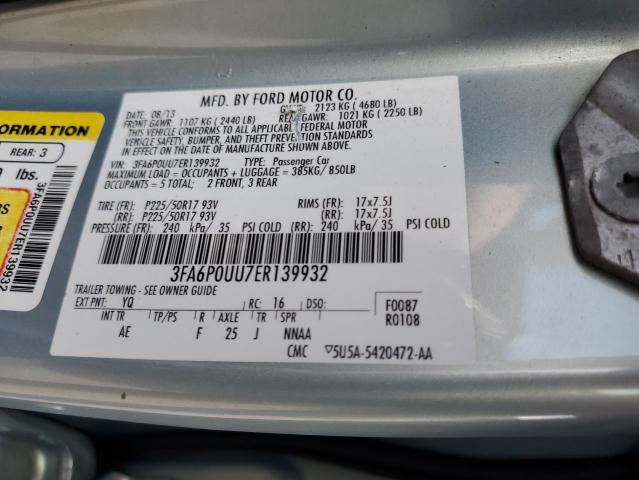 MFD. BY FORD MOTOR CO.
DATE: 08/13 2123 KG (4680 LB)
FRONT GAWR: 1107 KG (2440 LB) GAWR: 1021 KG (2250 LB)
THIS VEHICLE CONFORMS TO ALL APPLICABL FEDERAL MOTOR
VEHICLE SAFETY, BUMPER, AND THEFT PREVENTION STANDARDS
IN EFFECT ON THE DATE OF MANUFACTURE SHOWN ABOVE.
VIN: 3FA6P0UU7ER139932 TYPE: Passenger Car
MAXIMUM LOAD = OCCUPANTS + LUGGAGE = 385KG/ 850LB
OCCUPANTS = 5 TOTAL; 2 FRONT, 3 REAR
TIRE (FR): P225/50R17 93V RIMS (FR): 17x7.5J
(RR): P225/50R17 93V (RR): 17x7.5J
PRESSURE (FR): 240 kPa/ 35 PSI COLD (RR): 240 kPa/ 35 PSI COLD
3FA6P0UU7ER139932
TRAILER TOWING - SEE OWNER GUIDE
EXT PNT: YQ RC: 16 DSO: F0087
R0108
INT TR TP/PS R AXLE TR SPR
AE F 25 J NNAA
CMC ▽5U5A-5420472-AA
FORMATION
REAR: 3
lbs.
3FA6P0UU7ER139932